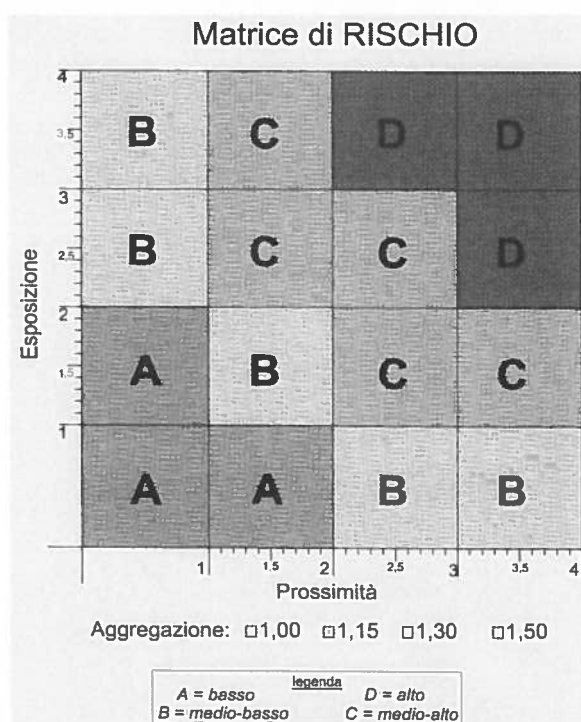 Matrice di RISCHIO
4
B C D D
3,5
3
B C C D
2,5
Esposizione
2
A B C C
1,5
1
A A B B
1 1,5 2 2,5 3 3,5 4
Prossimità
Aggregazione: □1,00 □1,15 □1,30 □1,50
legenda
A = basso D = alto
B = medio-basso C = medio-alto